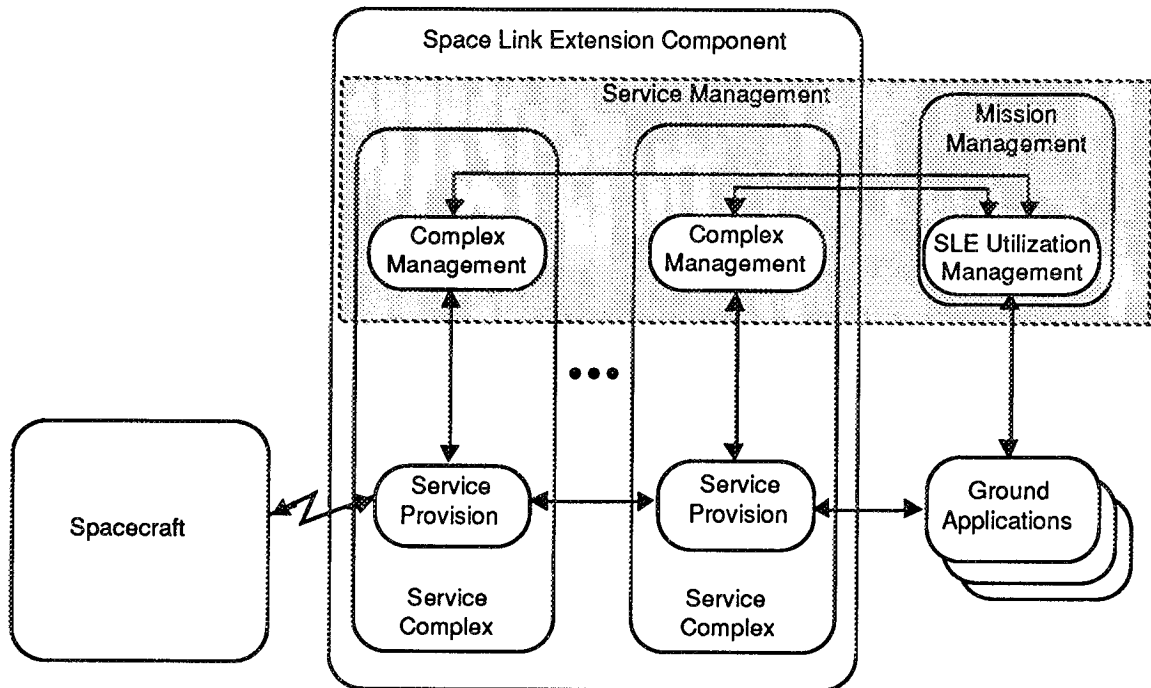 Space Link Extension Component
Service Management
Mission
Management
Complex
Management
Complex
Management
SLE Utilization
Management
Spacecraft
Service
Provision
Service
Provision
Ground
Applications
Service
Complex
Service
Complex